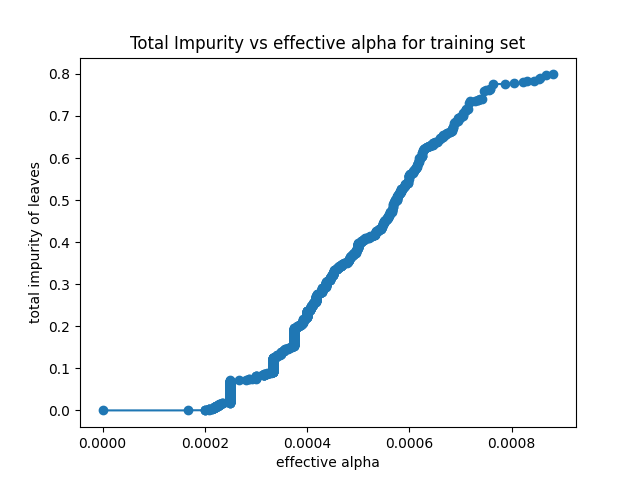 Total Impurity vs effective alpha for training set
0.8
0.7
0.6
0.5
0.4
0.3
0.2
0.1
0.0
total impurity of leaves
0.0000 0.0002 0.0004 0.0006 0.0008
effective alpha